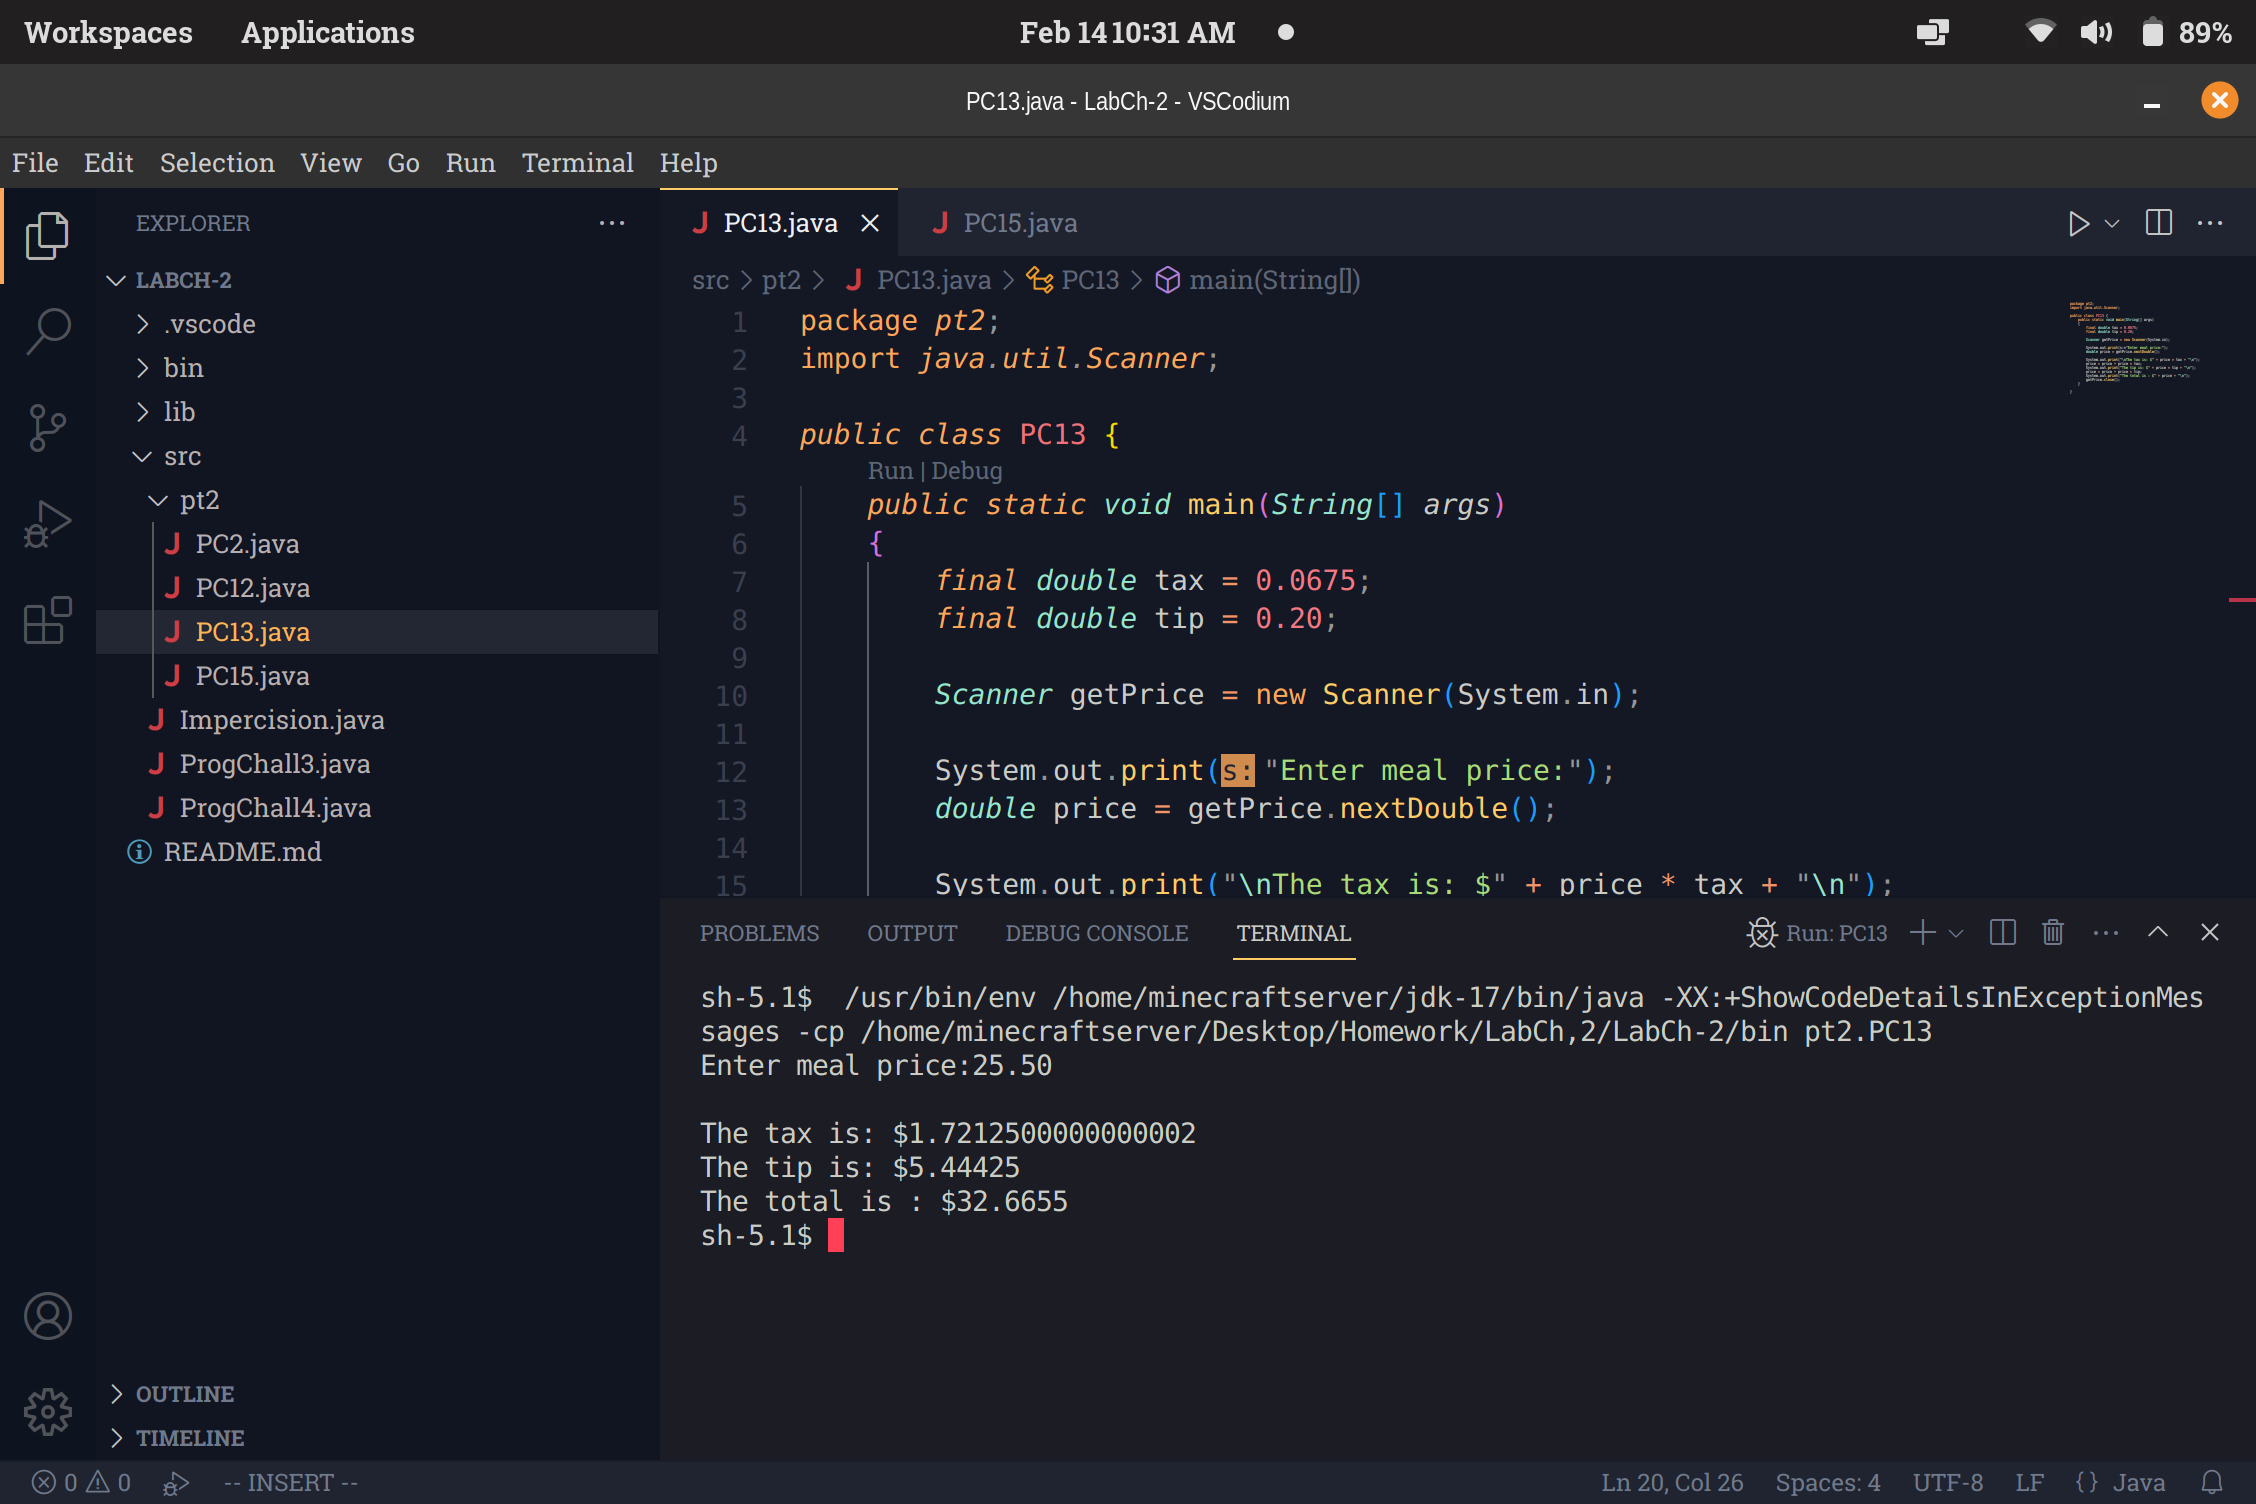 Workspaces Applications Feb 14 10:31 AM 89%
PC13.java - LabCh-2 - VSCodium
File Edit Selection View Go Run Terminal Help
EXPLORER
LABCH-2
.vscode
bin
lib
src
pt2
PC2.java
PC12.java
PC13.java
PC15.java
Impercision.java
ProgChall3.java
ProgChall4.java
README.md
OUTLINE
TIMELINE
PC13.java PC15.java
src > pt2 > PC13.java > PC13 > main(String[])
1 package pt2;
2 import java.util.Scanner;
3
4 public class PC13 {
Run | Debug
5 public static void main(String[] args)
6 {
7 final double tax = 0.0675;
8 final double tip = 0.20;
9
10 Scanner getPrice = new Scanner(System.in);
11
12 System.out.print(s: "Enter meal price:");
13 double price = getPrice.nextDouble();
14
15 System.out.print("\nThe tax is: $" + price * tax + "\n");
PROBLEMS OUTPUT DEBUG CONSOLE TERMINAL Run: PC13
sh-5.1$  /usr/bin/env /home/minecraftserver/jdk-17/bin/java -XX:+ShowCodeDetailsInExceptionMes
sages -cp /home/minecraftserver/Desktop/Homework/LabCh,2/LabCh-2/bin pt2.PC13
Enter meal price:25.50
The tax is: $1.7212500000000002
The tip is: $5.44425
The total is : $32.6655
sh-5.1$
0 0 -- INSERT -- Ln 20, Col 26 Spaces: 4 UTF-8 LF {} Java